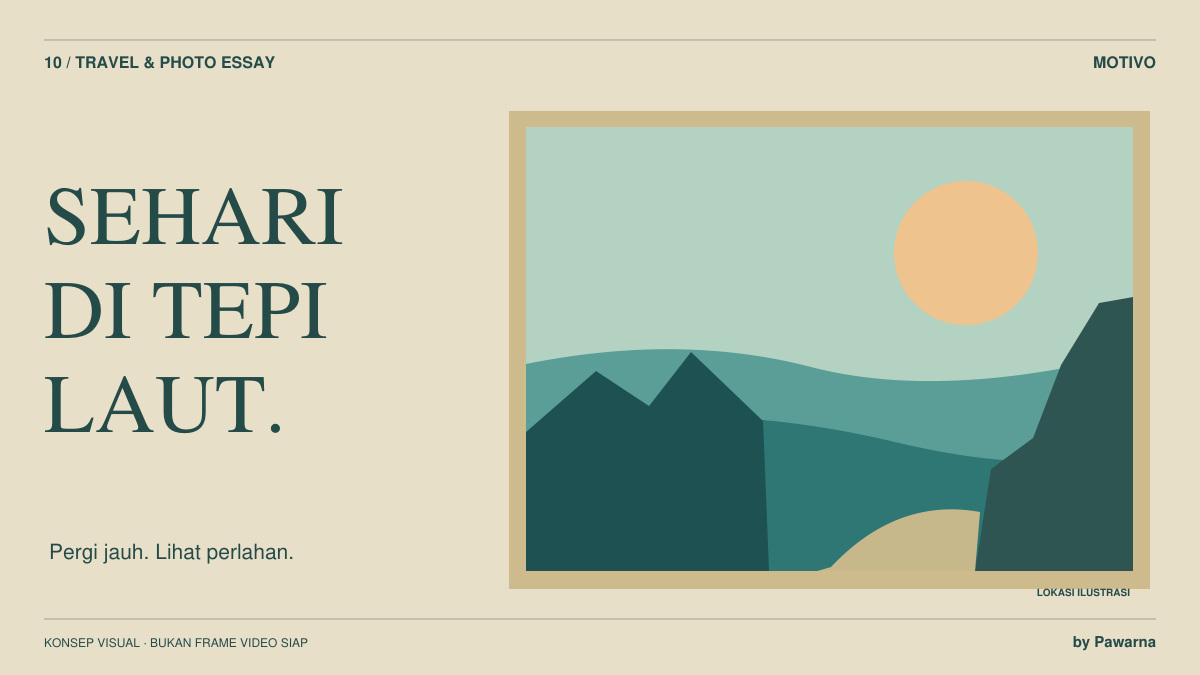 10 / TRAVEL & PHOTO ESSAY
MOTIVO
SEHARI
DI TEPI
LAUT.
Pergi jauh. Lihat perlahan.
LOKASI ILUSTRASI
KONSEP VISUAL · BUKAN FRAME VIDEO SIAP
by Pawarna